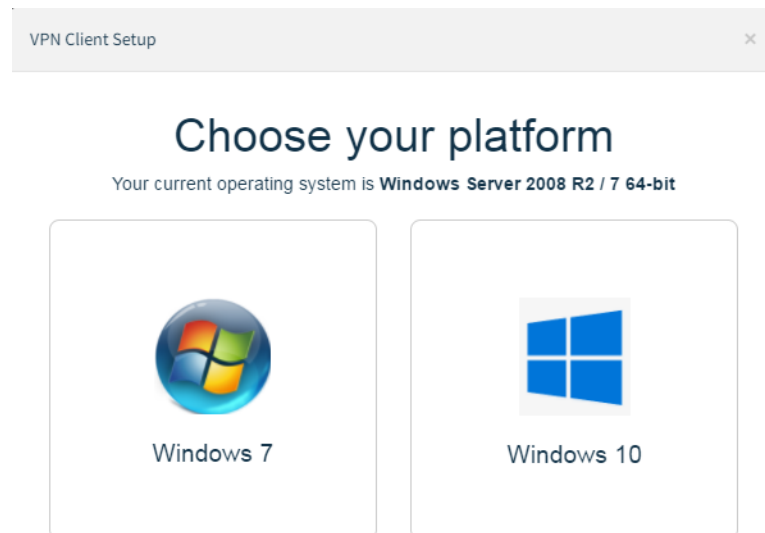 VPN Client Setup ×
Choose your platform
Your current operating system is Windows Server 2008 R2 / 7 64-bit
Windows 7 Windows 10